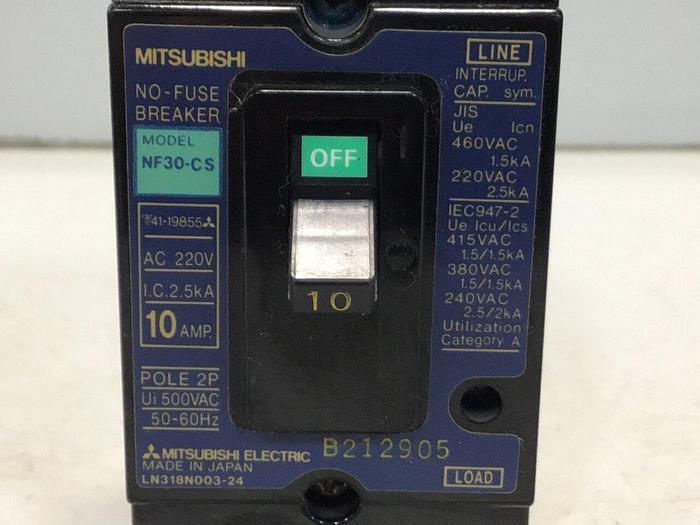 MITSUBISHI
NO-FUSE
BREAKER
MODEL
NF30-CS
41-19855
AC 220V
I.C. 2.5kA
10 AMP.
POLE 2P
Ui 500VAC
50-60Hz
MITSUBISHI ELECTRIC
MADE IN JAPAN
LN318N003-24
OFF
10
B212905
LINE
INTERRUP.
CAP. sym.
JIS
Ue Icn
460VAC
1.5kA
220VAC
2.5kA
IEC947-2
Ue Icu/Ics
415VAC
1.5/1.5kA
380VAC
1.5/1.5kA
240VAC
2.5/2kA
Utilization
Category A
LOAD